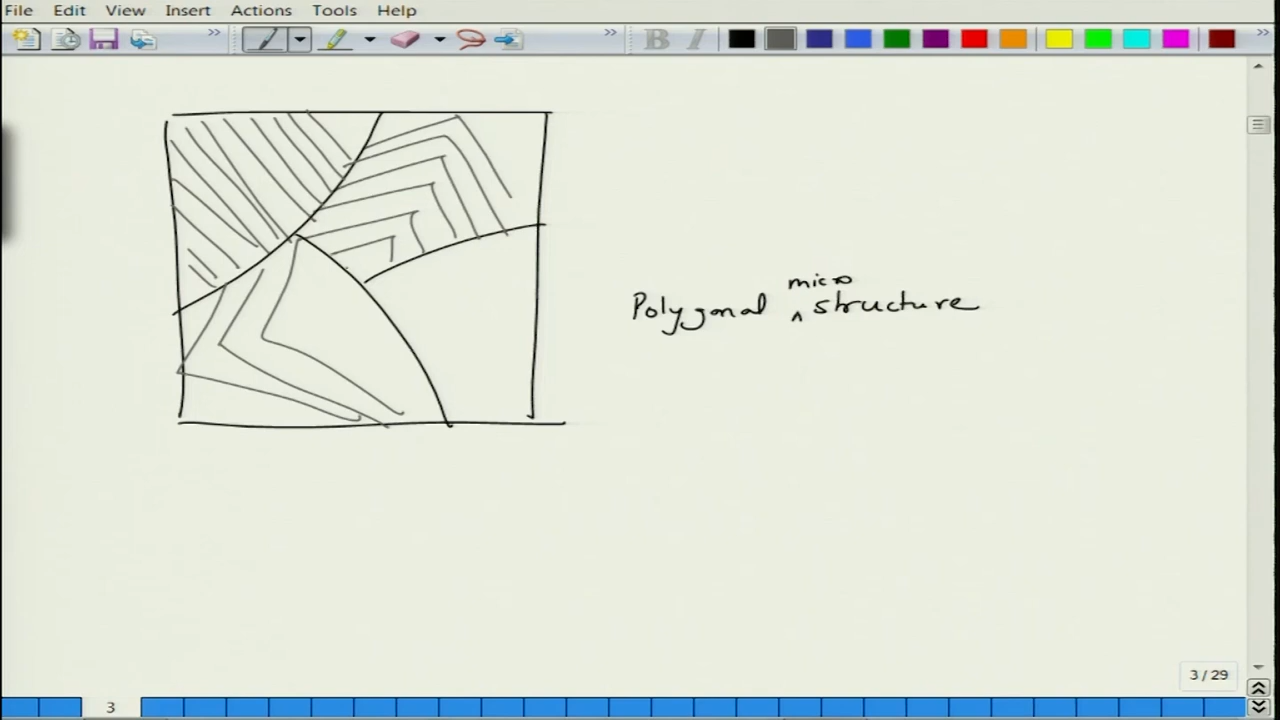 File Edit View Insert Actions Tools Help
B I
micro
Polygonal ^ structure
3 / 29
3